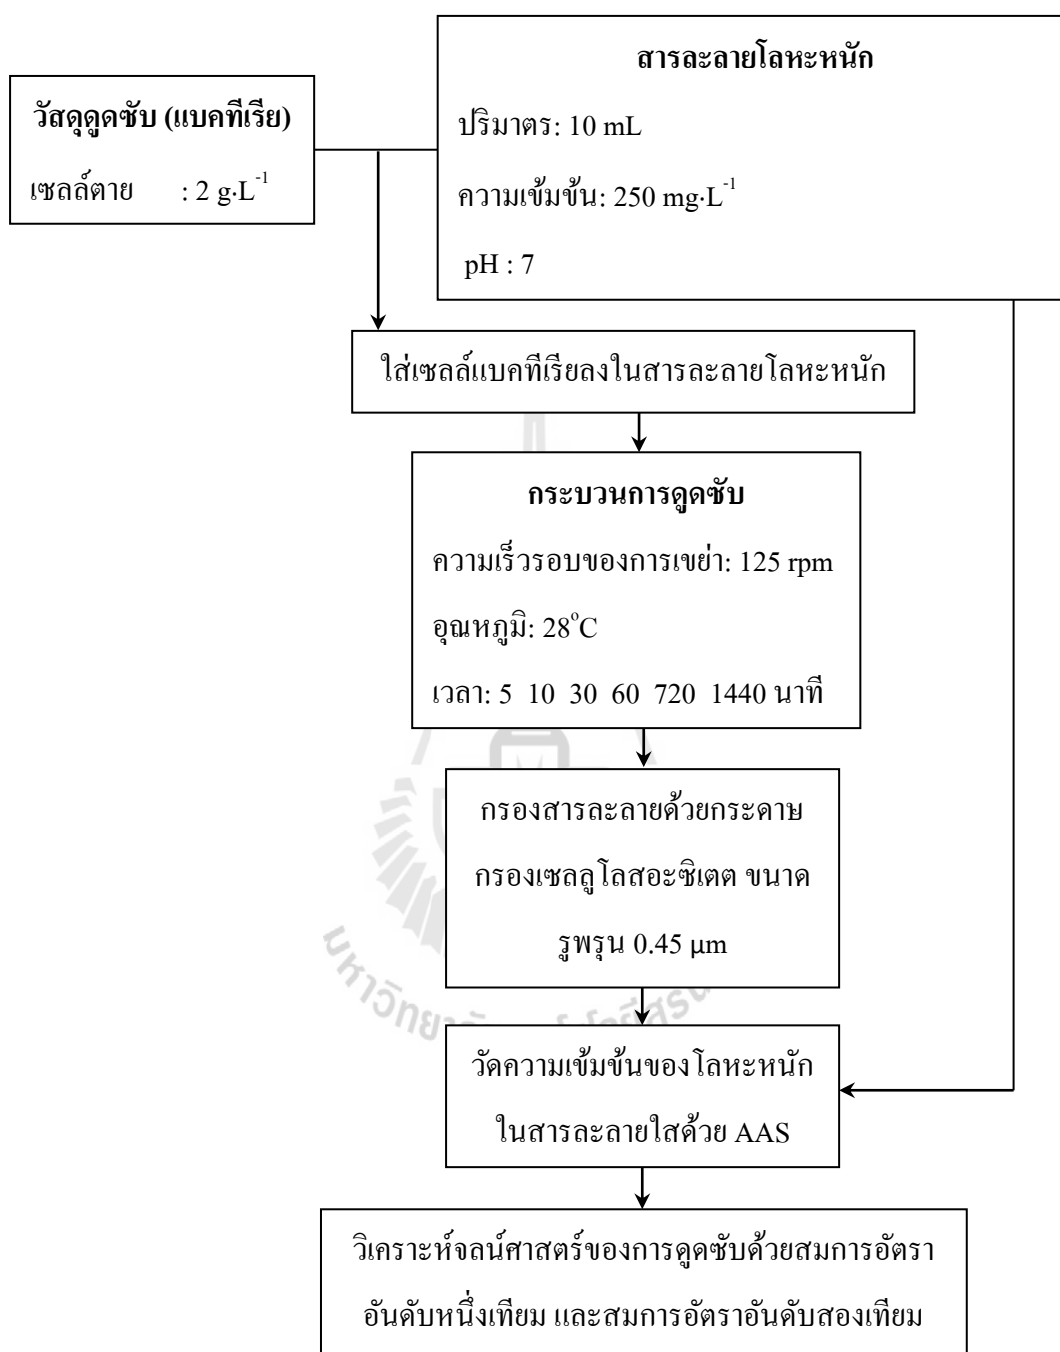 วัสดุดูดซับ (แบคทีเรีย)
เซลล์ตาย : 2 g·L⁻¹
สารละลายโลหะหนัก
ปริมาตร: 10 mL
ความเข้มข้น: 250 mg·L⁻¹
pH : 7
ใส่เซลล์แบคทีเรียลงในสารละลายโลหะหนัก
กระบวนการดูดซับ
ความเร็วรอบของการเขย่า: 125 rpm
อุณหภูมิ: 28°C
เวลา: 5 10 30 60 720 1440 นาที
กรองสารละลายด้วยกระดาษ
กรองเซลลูโลสอะซิเตต ขนาด
รูพรุน 0.45 µm
วัดความเข้มข้นของโลหะหนัก
ในสารละลายใสด้วย AAS
วิเคราะห์จลน์ศาสตร์ของการดูดซับด้วยสมการอัตรา
อันดับหนึ่งเทียม และสมการอัตราอันดับสองเทียม